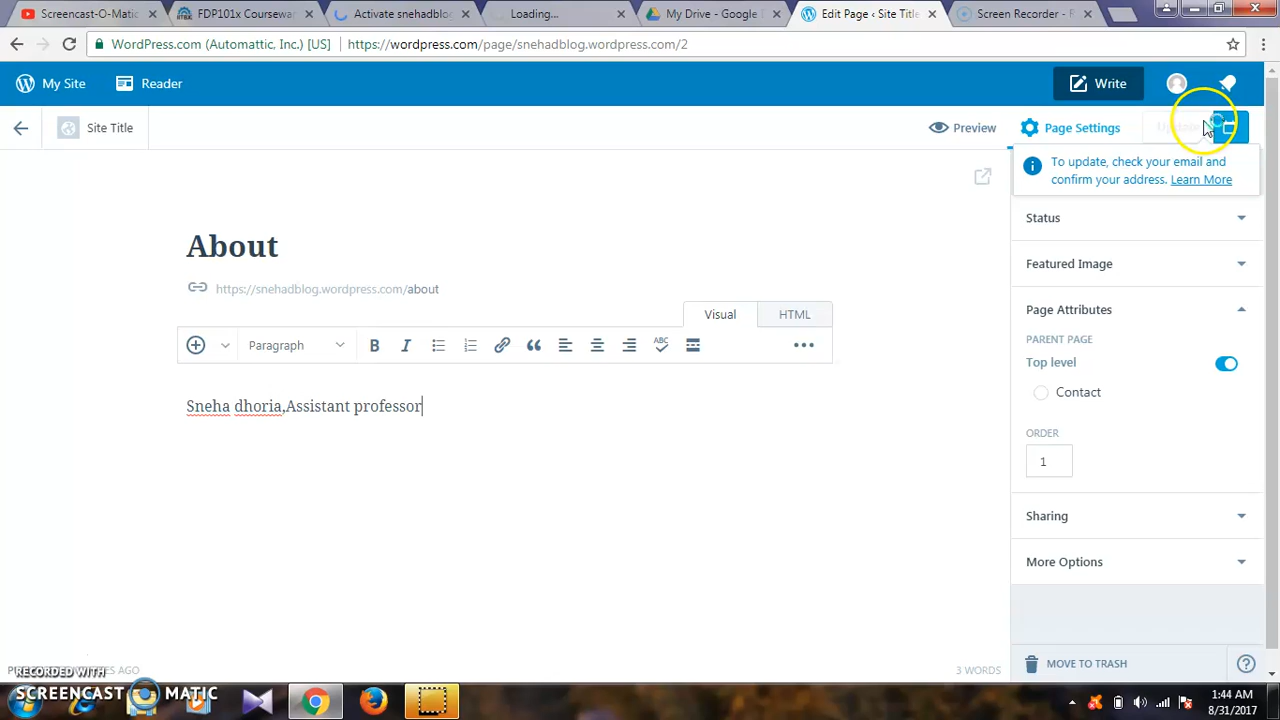 Screencast-O-Matic
FDP101x Coursewar
Activate snehadblog
Loading...
My Drive - Google D
Edit Page ‹ Site Title
Screen Recorder - R
WordPress.com (Automattic, Inc.) [US]
https://wordpress.com/page/snehadblog.wordpress.com/2
My Site
Reader
Write
Site Title
Preview
Page Settings
To update, check your email and
confirm your address. Learn More
Status
About
Featured Image
https://snehadblog.wordpress.com/about
Page Attributes
Visual
HTML
Paragraph
B
I
ABC
PARENT PAGE
Top level
Contact
Sneha dhoria,Assistant professor
ORDER
1
Sharing
More Options
3 WORDS
MOVE TO TRASH
RECORDED WITH
SCREENCAST MATIC
1:44 AM
8/31/2017